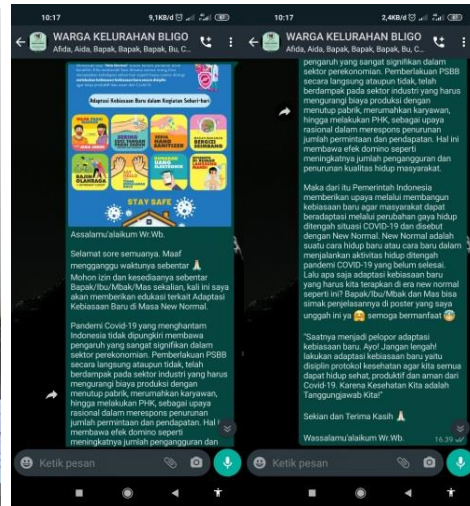 10:17
9,1KB/d
WARGA KELURAHAN BLIGO
Afida, Aida, Bapak, Bapak, Bapak, Bu, C...
Adaptasi Kebiasaan Baru dalam Kegiatan Sehari-hari
STAY SAFE
Assalamu'alaikum Wr.Wb.
Selamat sore semuanya. Maaf
mengganggu waktunya sebentar 🙏
Mohon izin dan kesediaanya sebentar
Bapak/Ibu/Mbak/Mas sekalian, kali ini saya
akan memberikan edukasi terkait Adaptasi
Kebiasaan Baru di Masa New Normal.
Pandemi Covid-19 yang menghantam
Indonesia tidak dipungkiri membawa
pengaruh yang sangat signifikan dalam
sektor perekonomian. Pemberlakuan PSBB
secara langsung ataupun tidak, telah
berdampak pada sektor industri yang harus
mengurangi biaya produksi dengan
menutup pabrik, merumahkan karyawan,
hingga melakukan PHK, sebagai upaya
rasional dalam merespons penurunan
jumlah permintaan dan pendapatan. Hal
membawa efek domino seperti
meningkatnya jumlah pengangguran dan
Ketik pesan
10:17
2,4KB/d
WARGA KELURAHAN BLIGO
Afida, Aida, Bapak, Bapak, Bapak, Bu, C...
pengaruh yang sangat signifikan dalam
sektor perekonomian. Pemberlakuan PSBB
secara langsung ataupun tidak, telah
berdampak pada sektor industri yang harus
mengurangi biaya produksi dengan
menutup pabrik, merumahkan karyawan,
hingga melakukan PHK, sebagai upaya
rasional dalam merespons penurunan
jumlah permintaan dan pendapatan. Hal ini
membawa efek domino seperti
meningkatnya jumlah pengangguran dan
penurunan kualitas hidup masyarakat.
Maka dari itu Pemerintah Indonesia
memberikan upaya melalui membangun
kebiasaan baru agar masyarakat dapat
beradaptasi melalui perubahan gaya hidup
ditengah situasi COVID-19 dan disebut
dengan New Normal. New Normal adalah
suatu cara hidup baru atau cara baru dalam
menjalankan aktivitas hidup ditengah
pandemi COVID-19 yang belum selesai.
Lalu apa saja adaptasi kebiasaan baru
yang harus kita terapkan di era new normal
seperti ini? Bapak/Ibu/Mbak dan Mas bisa
simak penjelasannya di poster yang saya
unggah ini ya 🤗 semoga bermanfaat 😇
"Saatnya menjadi pelopor adaptasi
kebiasaan baru. Ayo! Jangan lengah!
lakukan adaptasi kebiasaan baru yaitu
disiplin protokol kesehatan agar kita semua
dapat hidup sehat, produktif dan aman dari
Covid-19. Karena Kesehatan Kita adalah
Tanggungjawab Kita!"
Sekian dan Terima Kasih 🙏
Wassalamu'alaikum Wr.Wb.
16.39
Ketik pesan